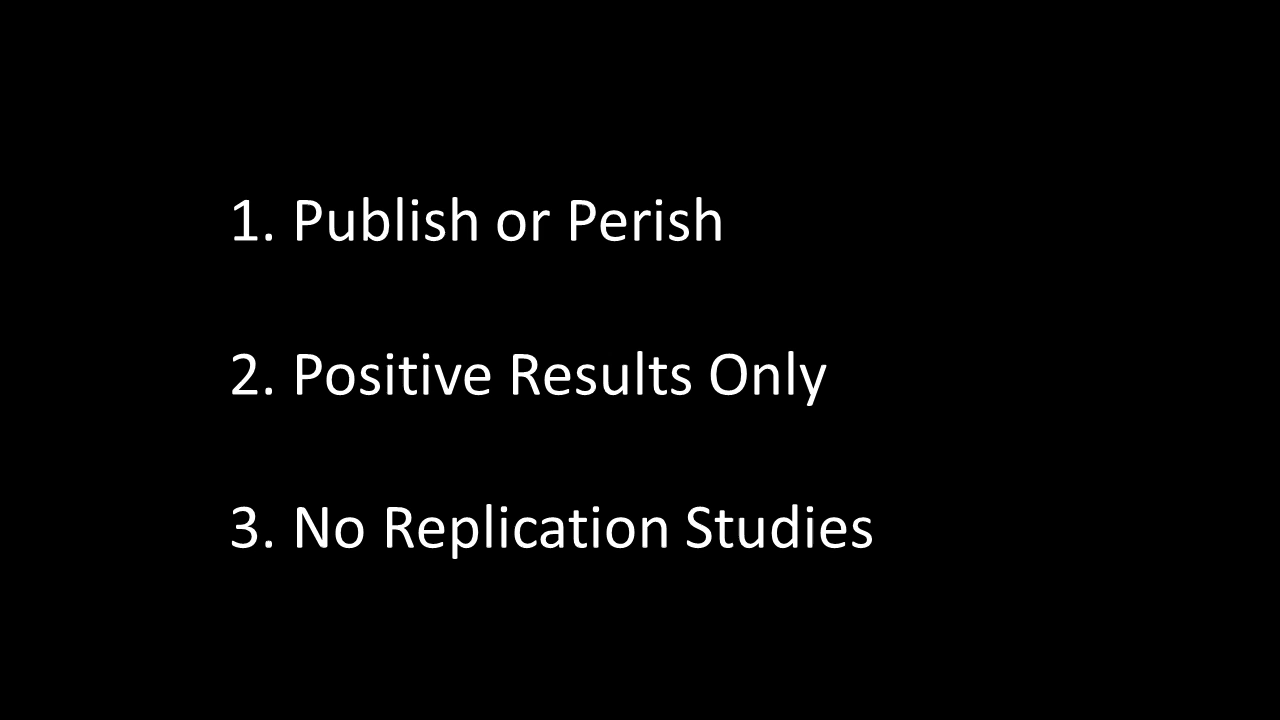 1. Publish or Perish
2. Positive Results Only
3. No Replication Studies